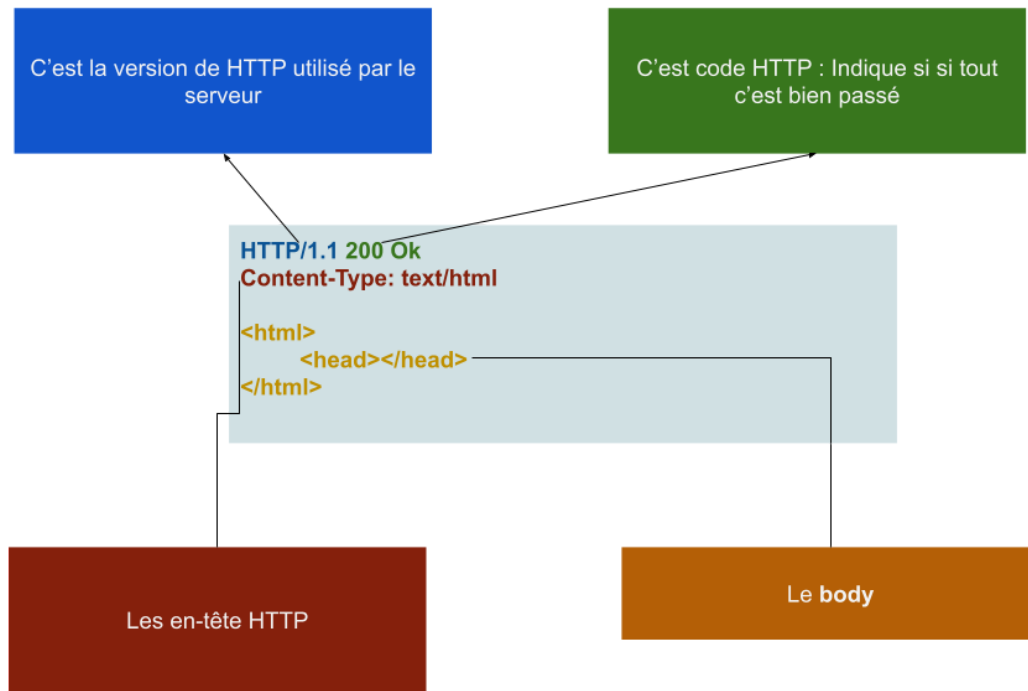 C’est la version de HTTP utilisé par le
serveur
C’est code HTTP : Indique si si tout
c’est bien passé
HTTP/1.1 200 Ok
Content-Type: text/html
<html>
<head></head>
</html>
Les en-tête HTTP
Le body